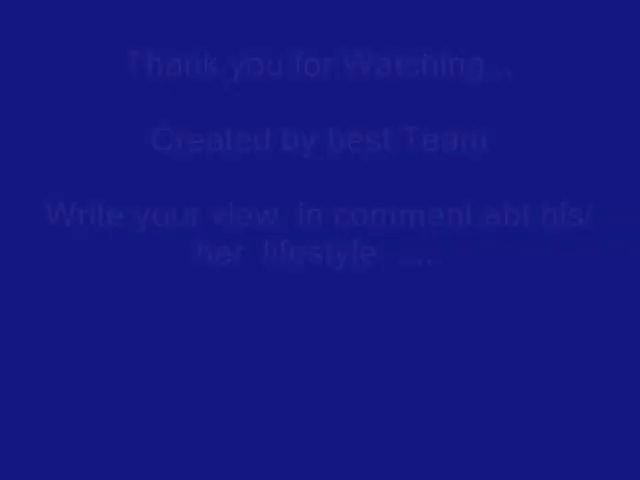 Thank you for Watching...
Created by best Team
Write your view in comment abt his/
her lifestyle ....